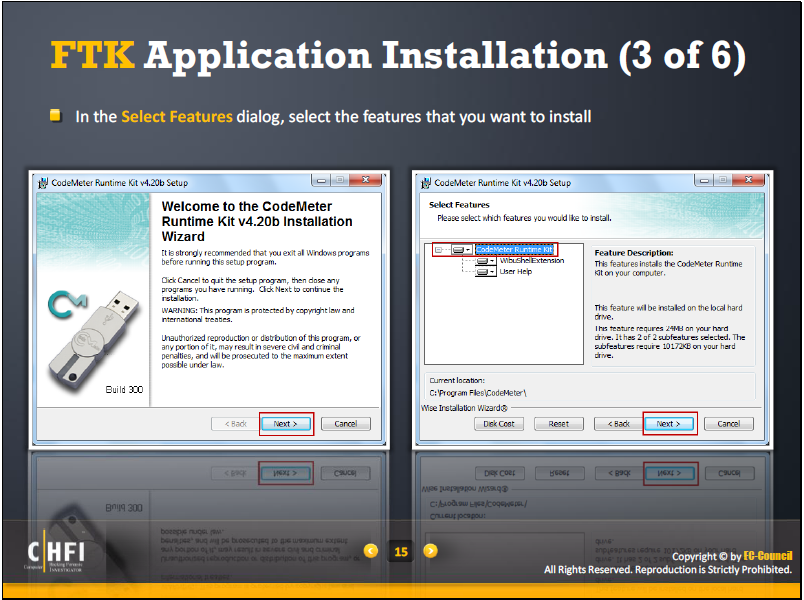 FTK Application Installation (3 of 6)
In the Select Features dialog, select the features that you want to install
CodeMeter Runtime Kit v4.20b Setup
Welcome to the CodeMeter
Runtime Kit v4.20b Installation
Wizard
It is strongly recommended that you exit all Windows programs
before running this setup program.
Click Cancel to quit the setup program, then close any
programs you have running. Click Next to continue the
installation.
WARNING: This program is protected by copyright law and
international treaties.
Unauthorized reproduction or distribution of this program, or
any portion of it, may result in severe civil and criminal
penalties, and will be prosecuted to the maximum extent
possible under law.
Build 300
< Back
Next >
Cancel
CodeMeter Runtime Kit v4.20b Setup
Select Features
Please select which features you would like to install.
CodeMeter Runtime Kit
WibuShellExtension
User Help
Feature Description:
This features installs the CodeMeter Runtime
Kit on your computer.
This feature will be installed on the local hard
drive.
This feature requires 24MB on your hard
drive. It has 2 of 2 subfeatures selected. The
subfeatures require 10172KB on your hard
drive.
Current location:
C:\Program Files\CodeMeter\
Wise Installation Wizard®
Disk Cost
Reset
< Back
Next >
Cancel
CHFI
Computer
Hacking Forensic
INVESTIGATOR
15
Copyright © by EC-Council
All Rights Reserved. Reproduction is Strictly Prohibited.